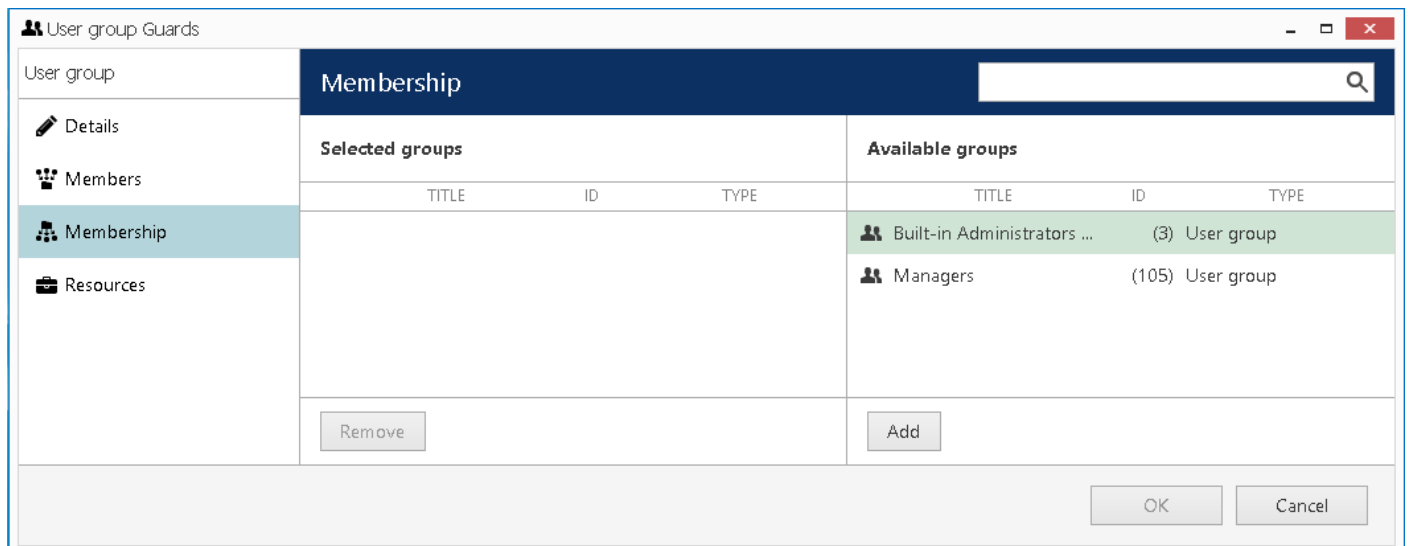 User group Guards
User group
Details
Members
Membership
Resources
Membership
Selected groups
TITLE ID TYPE
Remove
Available groups
TITLE ID TYPE
Built-in Administrators ... (3) User group
Managers (105) User group
Add
OK Cancel